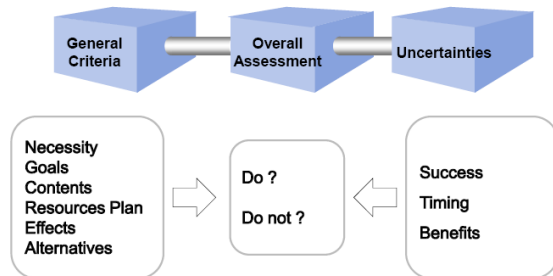 General
Criteria
Overall
Assessment
Uncertainties
Necessity
Goals
Contents
Resources Plan
Effects
Alternatives
Do ?
Do not ?
Success
Timing
Benefits